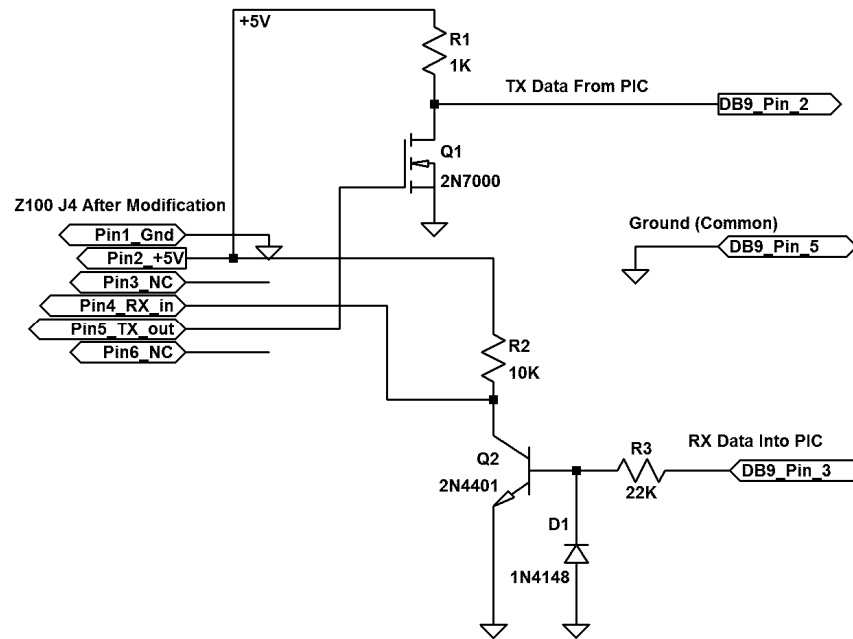 +5V
R1
1K
TX Data From PIC
DB9_Pin_2
Q1
2N7000
Z100 J4 After Modification
Pin1_Gnd
Pin2_+5V
Pin3_NC
Pin4_RX_in
Pin5_TX_out
Pin6_NC
Ground (Common)
DB9_Pin_5
R2
10K
Q2
2N4401
R3
22K
RX Data Into PIC
DB9_Pin_3
D1
1N4148